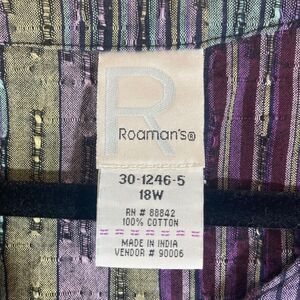 R
Roaman's®
30-1246-5
18W
RN # 88842
100% COTTON
MADE IN INDIA
VENDOR # 90006